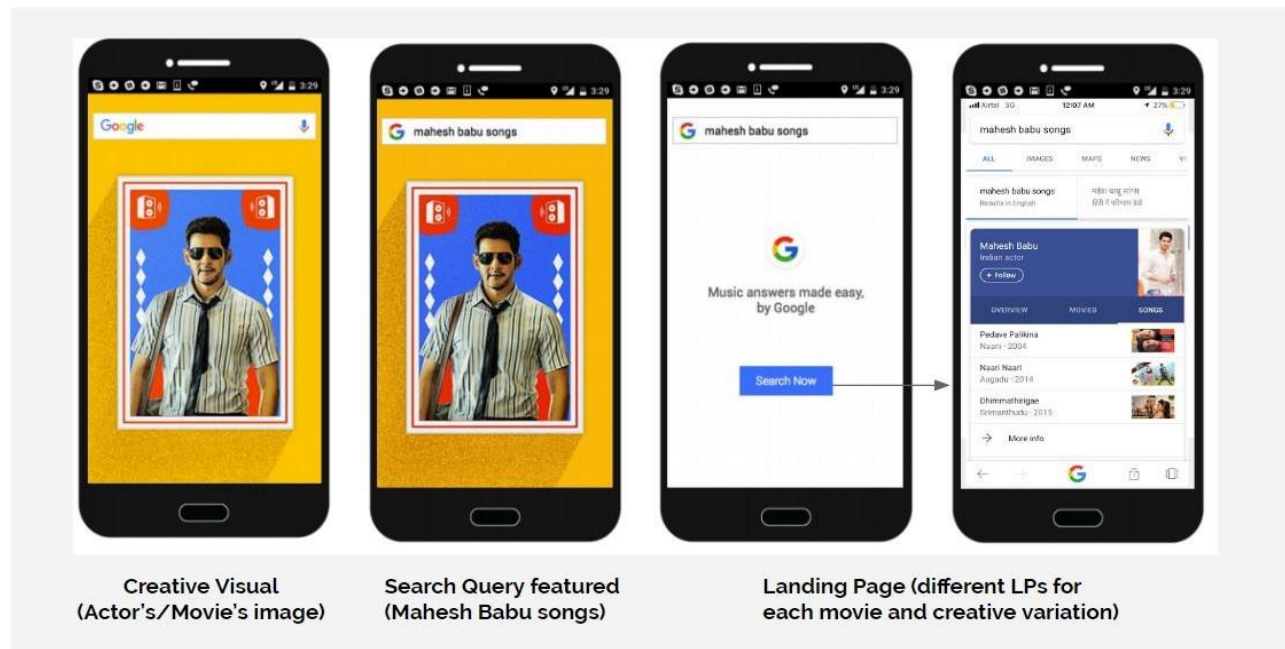 3:29
Google
3:29
mahesh babu songs
3:29
mahesh babu songs
Music answers made easy,
by Google
Search Now
3:29
Airtel 3G 12:07 AM 27%
mahesh babu songs
ALL IMAGES MAPS NEWS
mahesh babu songs
Results in English
हिंदी में परिणाम देखें
Mahesh Babu
Indian actor
+ Follow
OVERVIEW MOVIES SONGS
Pedave Palikina
Naani - 2004
Naari Naari
Aagadu - 2014
Dhimmathirigae
Srimanthudu - 2015
More info
Creative Visual
(Actor's/Movie's image)
Search Query featured
(Mahesh Babu songs)
Landing Page (different LPs for
each movie and creative variation)